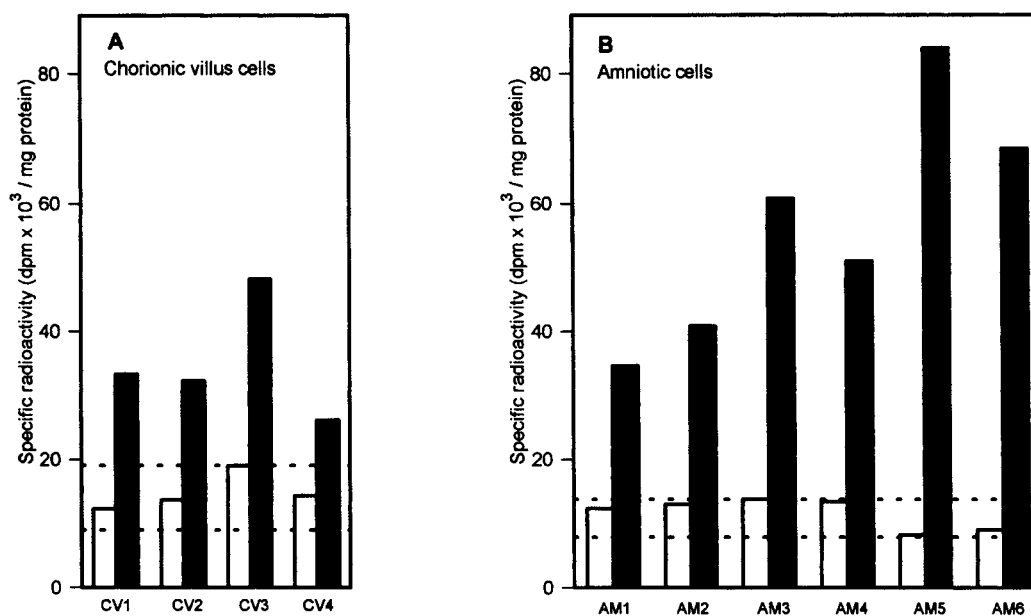 A
Chorionic villus cells
Specific radioactivity (dpm x 10³ / mg protein)
80
60
40
20
0
CV1 CV2 CV3 CV4
B
Amniotic cells
Specific radioactivity (dpm x 10³ / mg protein)
80
60
40
20
0
AM1 AM2 AM3 AM4 AM5 AM6